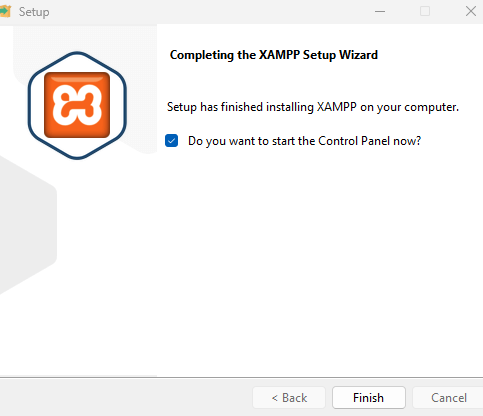 Setup
Completing the XAMPP Setup Wizard
Setup has finished installing XAMPP on your computer.
Do you want to start the Control Panel now?
< Back
Finish
Cancel